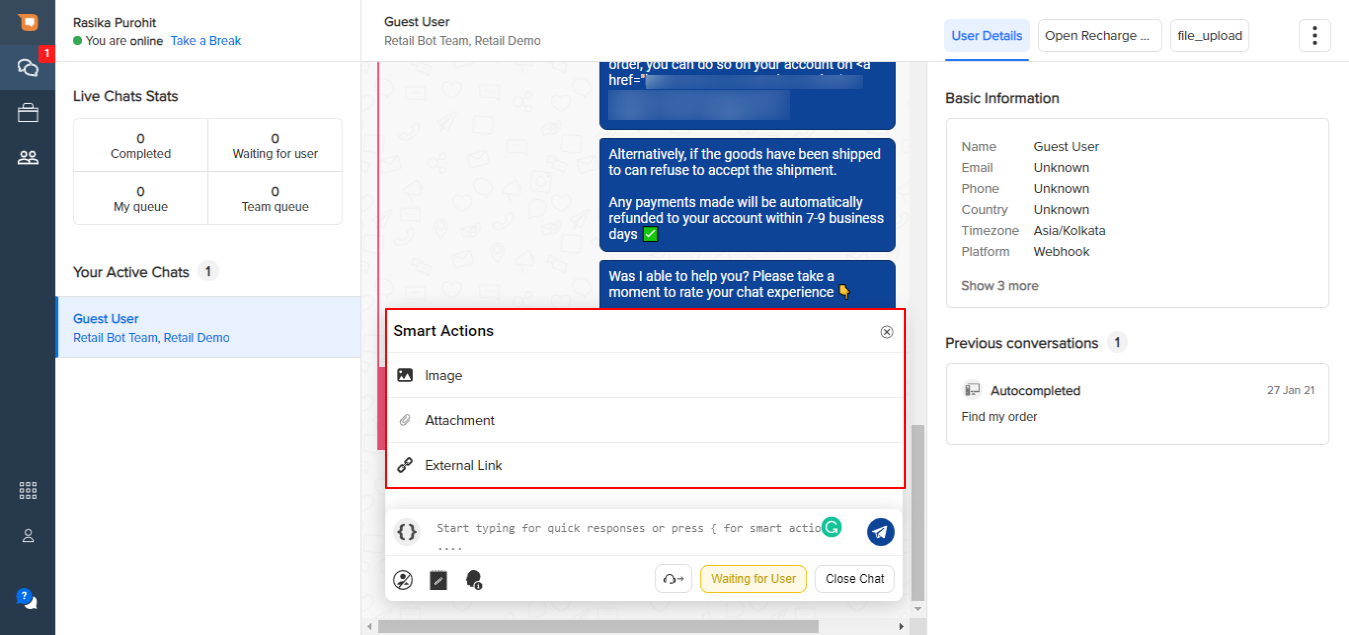 Rasika Purohit
You are online Take a Break
1
Live Chats Stats
0
Completed
0
Waiting for user
0
My queue
0
Team queue
Your Active Chats 1
Guest User
Retail Bot Team, Retail Demo
?
Guest User
Retail Bot Team, Retail Demo
order, you can do so on your account on <a
href="
Alternatively, if the goods have been shipped
to can refuse to accept the shipment.
Any payments made will be automatically
refunded to your account within 7-9 business
days ✅
Was I able to help you? Please take a
moment to rate your chat experience 👇
Smart Actions
Image
Attachment
External Link
{} Start typing for quick responses or press { for smart actio
....
Waiting for User
Close Chat
User Details
Open Recharge ...
file_upload
Basic Information
Name Guest User
Email Unknown
Phone Unknown
Country Unknown
Timezone Asia/Kolkata
Platform Webhook
Show 3 more
Previous conversations 1
Autocompleted 27 Jan 21
Find my order